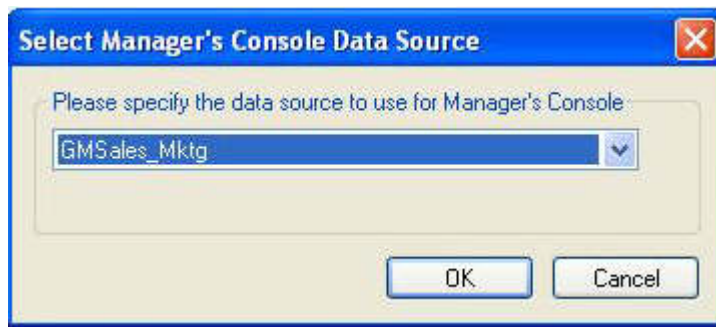 Select Manager's Console Data Source
Please specify the data source to use for Manager's Console
GMSales_Mktg
OK
Cancel